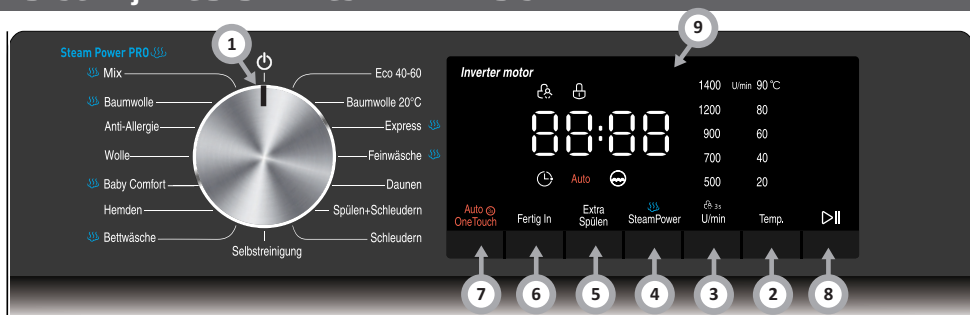 1
9
Steam Power PRO
Mix
Baumwolle
Anti-Allergie
Wolle
Baby Comfort
Hemden
Bettwäsche
Selbstreinigung
Eco 40-60
Baumwolle 20°C
Express
Feinwäsche
Daunen
Spülen+Schleudern
Schleudern
Inverter motor
88:88
Auto
1400 U/min 90 °C
1200 80
900 60
700 40
500 20
Auto
OneTouch
Fertig In
Extra
Spülen
SteamPower
3s
U/min
Temp.
7 6 5 4 3 2 8